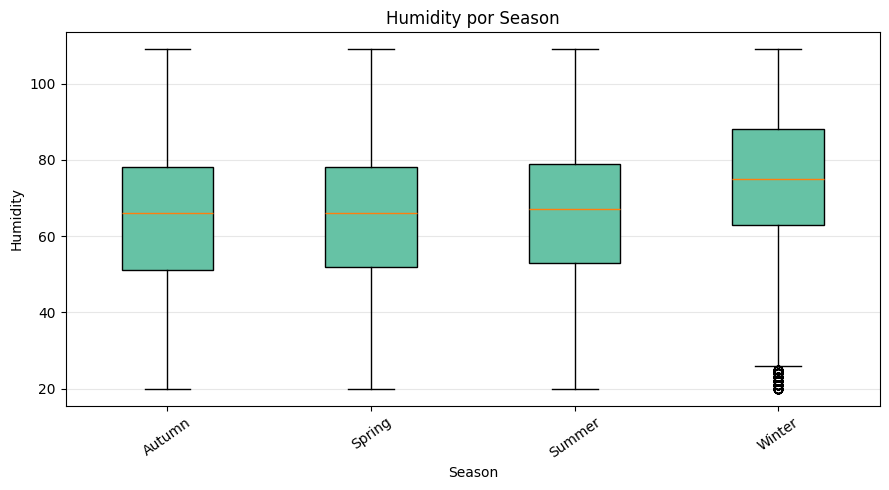 Humidity por Season
Humidity
100
80
60
40
20
Autumn
Spring
Summer
Winter
Season